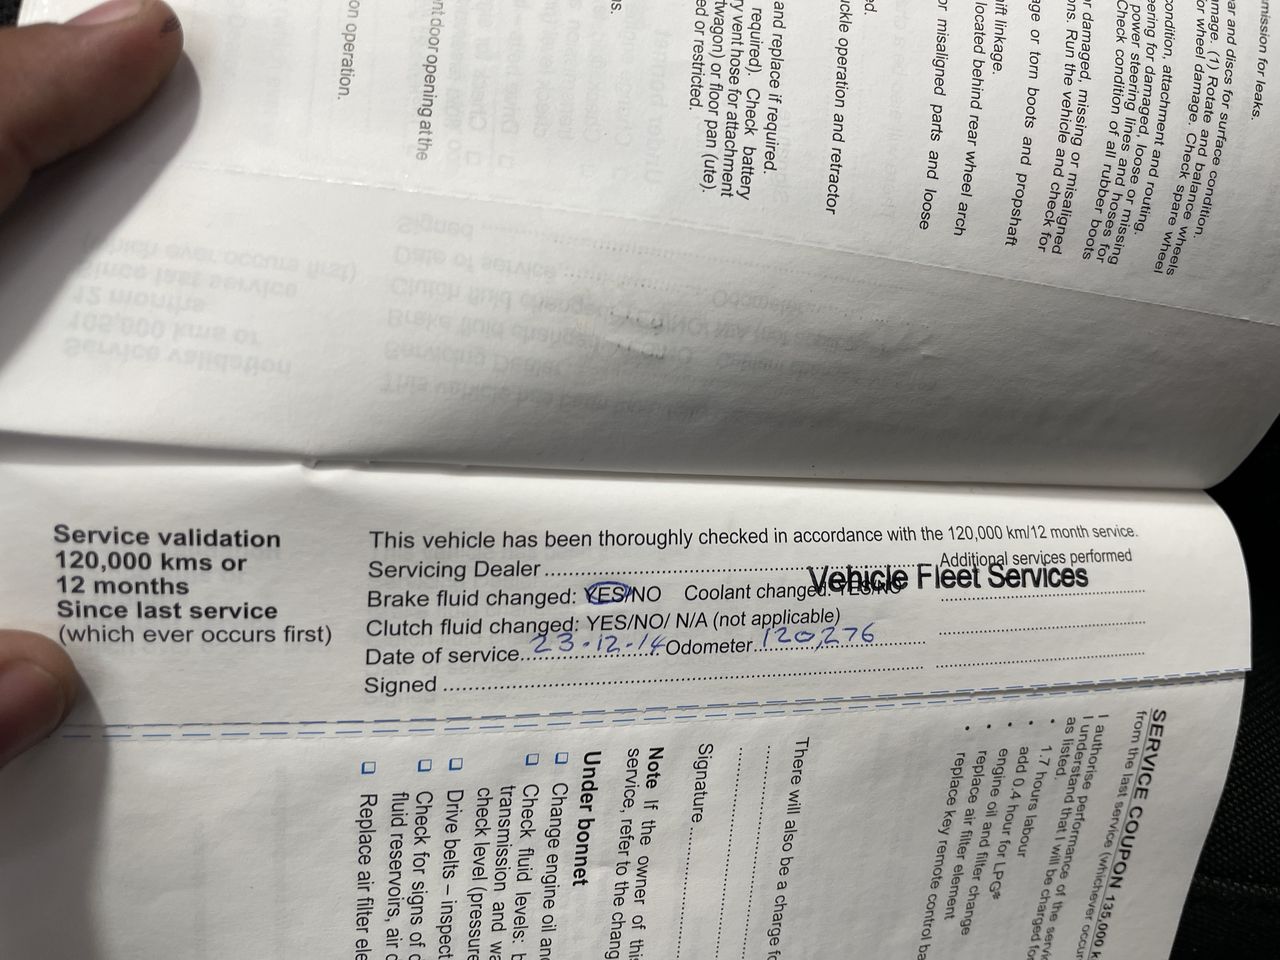 mission for leaks.
ar and discs for surface condition.
mage. (1) Rotate and balance wheels
or wheel damage. Check spare wheel
condition, attachment and routing.
eering for damaged, loose or missing
power steering lines and hoses for
Check condition of all rubber boots
r damaged, missing or misaligned
ns. Run the vehicle and check for
age or torn boots and propshaft
ift linkage.
located behind rear wheel arch
or misaligned parts and loose
ed.
uckle operation and retractor
and replace if required.
required). Check battery
ry vent hose for attachment
twagon) or floor pan (ute).
ed or restricted.
s.
nt door opening at the
on operation.
Service validation
120,000 kms or
12 months
Since last service
(which ever occurs first)
This vehicle has been thoroughly checked in accordance with the 120,000 km/12 month service.
Servicing Dealer Additional services performed
Vehicle Fleet Services
Brake fluid changed: YES/NO Coolant changed: YES/NO
Clutch fluid changed: YES/NO/ N/A (not applicable)
Date of service 23-12-14 Odometer 120,276
Signed
SERVICE COUPON 135,000 k
from the last service (whichever occur
I authorise performance of the servi
I understand that I will be charged for
as listed.
• 1.7 hours labour
• add 0.4 hour for LPG*
• engine oil and filter change
• replace air filter element
• replace key remote control ba
There will also be a charge fo
Signature
Note If the owner of this
service, refer to the chang
Under bonnet
Change engine oil and
Check fluid levels: b
transmission and wa
check level (pressure
Drive belts – inspect
Check for signs of c
fluid reservoirs, air c
Replace air filter ele